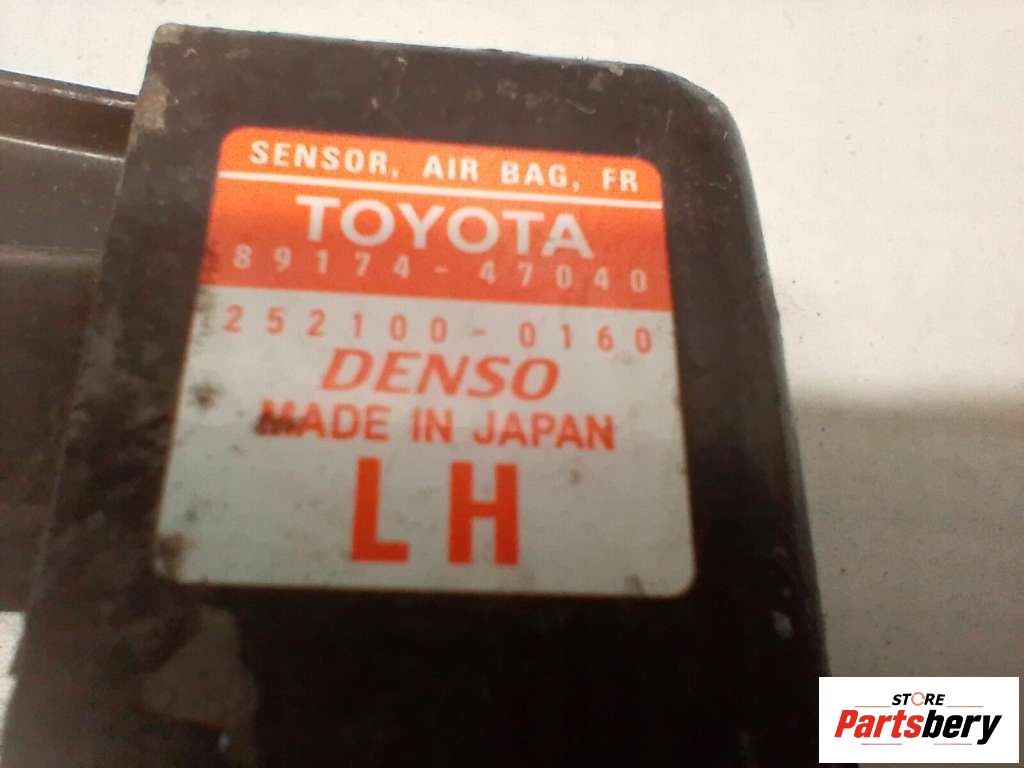 SENSOR, AIR BAG, FR
TOYOTA
89174-47040
252100-0160
DENSO
MADE IN JAPAN
LH
STORE
Partsbery